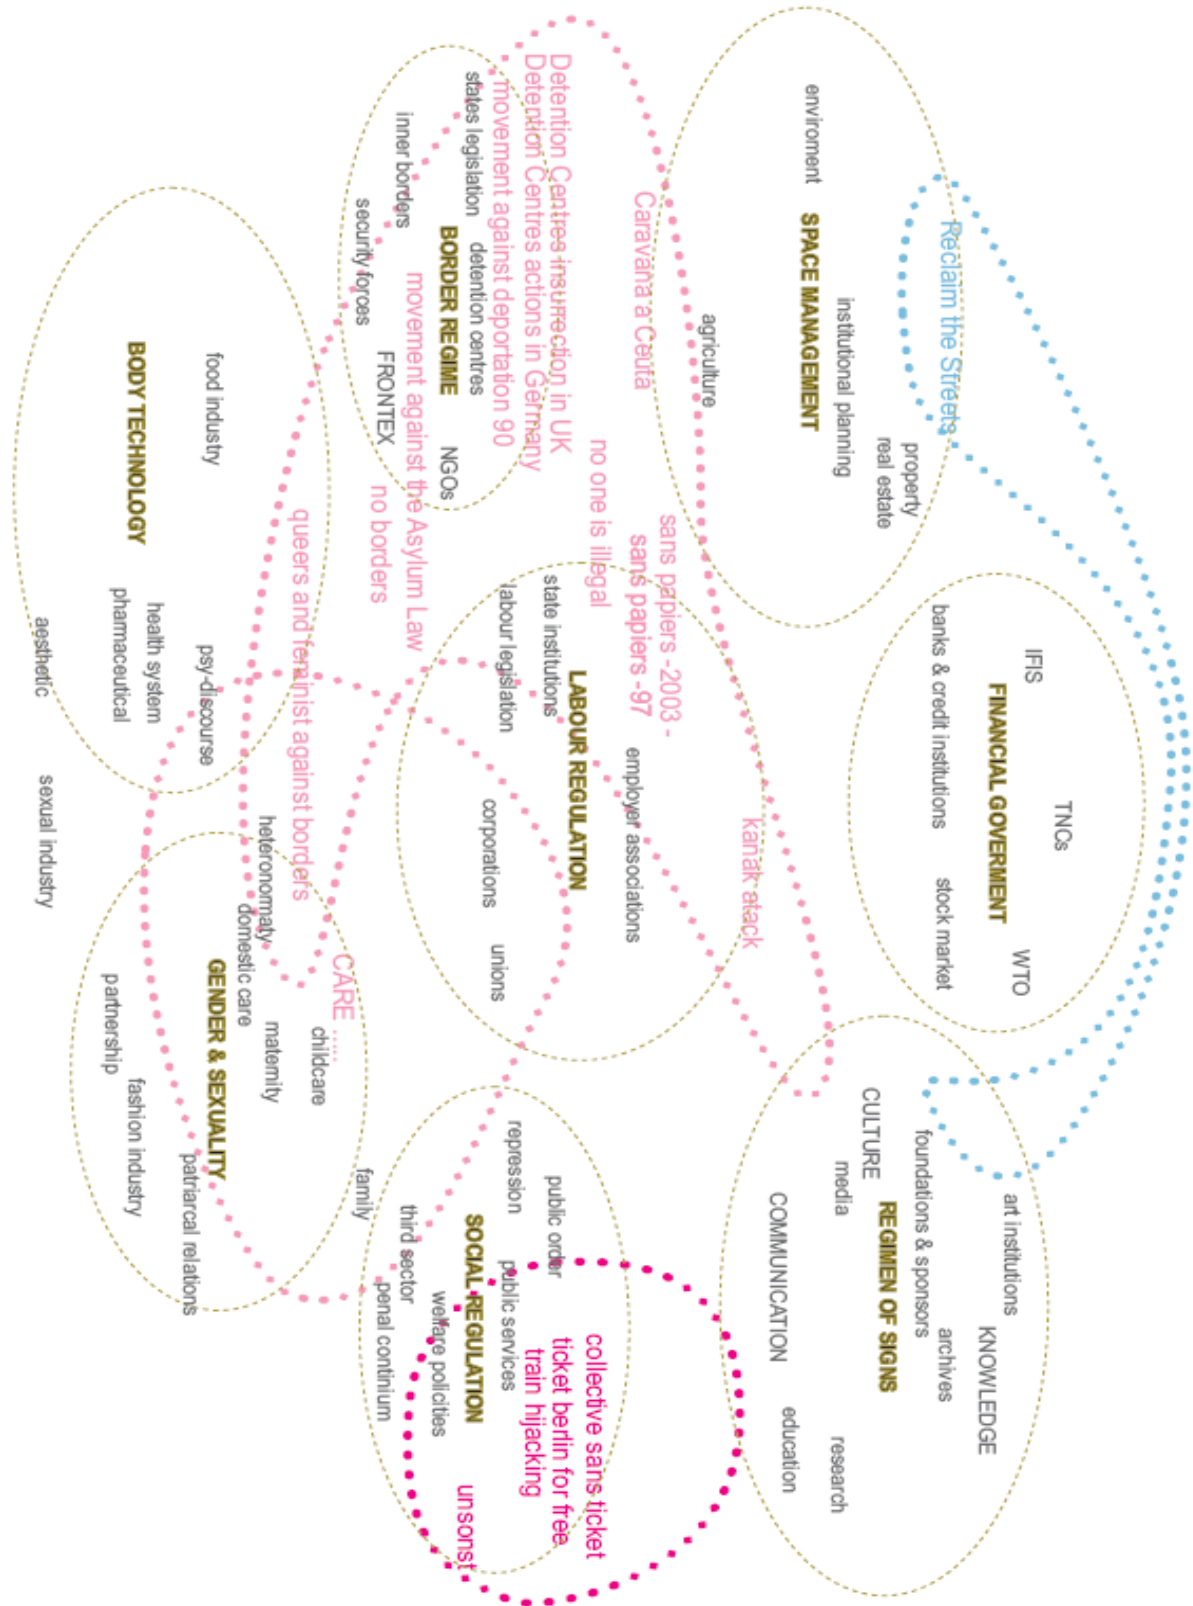 Reclaim the Streets
enviroment
SPACE MANAGEMENT
institutional planning
property
real estate
agriculture
IFIS
TNCs
WTO
FINANCIAL GOVERMENT
banks & credit institutions
stock market
art institutions
KNOWLEDGE
foundations & sponsors
archives
CULTURE
REGIMEN OF SIGNS
media
research
COMMUNICATION
education
Detention Centres insurrection in UK
Detention Centres actions in Germany
movement against deportation 90
Caravana a Ceuta
no one is illegal
sans papiers -2003 -
sans papiers -97
kanak atack
states legislation
inner borders
BORDER REGIME
detention centres
security forces
FRONTEX
NGOs
movement against the Asylum Law
no borders
queers and feminist against borders
employer associations
LABOUR REGULATION
state institutions
labour legislation
corporations
unions
public order
repression
public services
SOCIAL REGULATION
third sector
welfare policities
penal continium
family
collective sans ticket
ticket berlin for free
train hijacking
unsonst
food industry
BODY TECHNOLOGY
psy-discourse
health system
pharmaceutical
aesthetic
sexual industry
CARE ......
childcare
heteronormaty
maternity
domestic care
GENDER & SEXUALITY
patriarcal relations
partnership
fashion industry